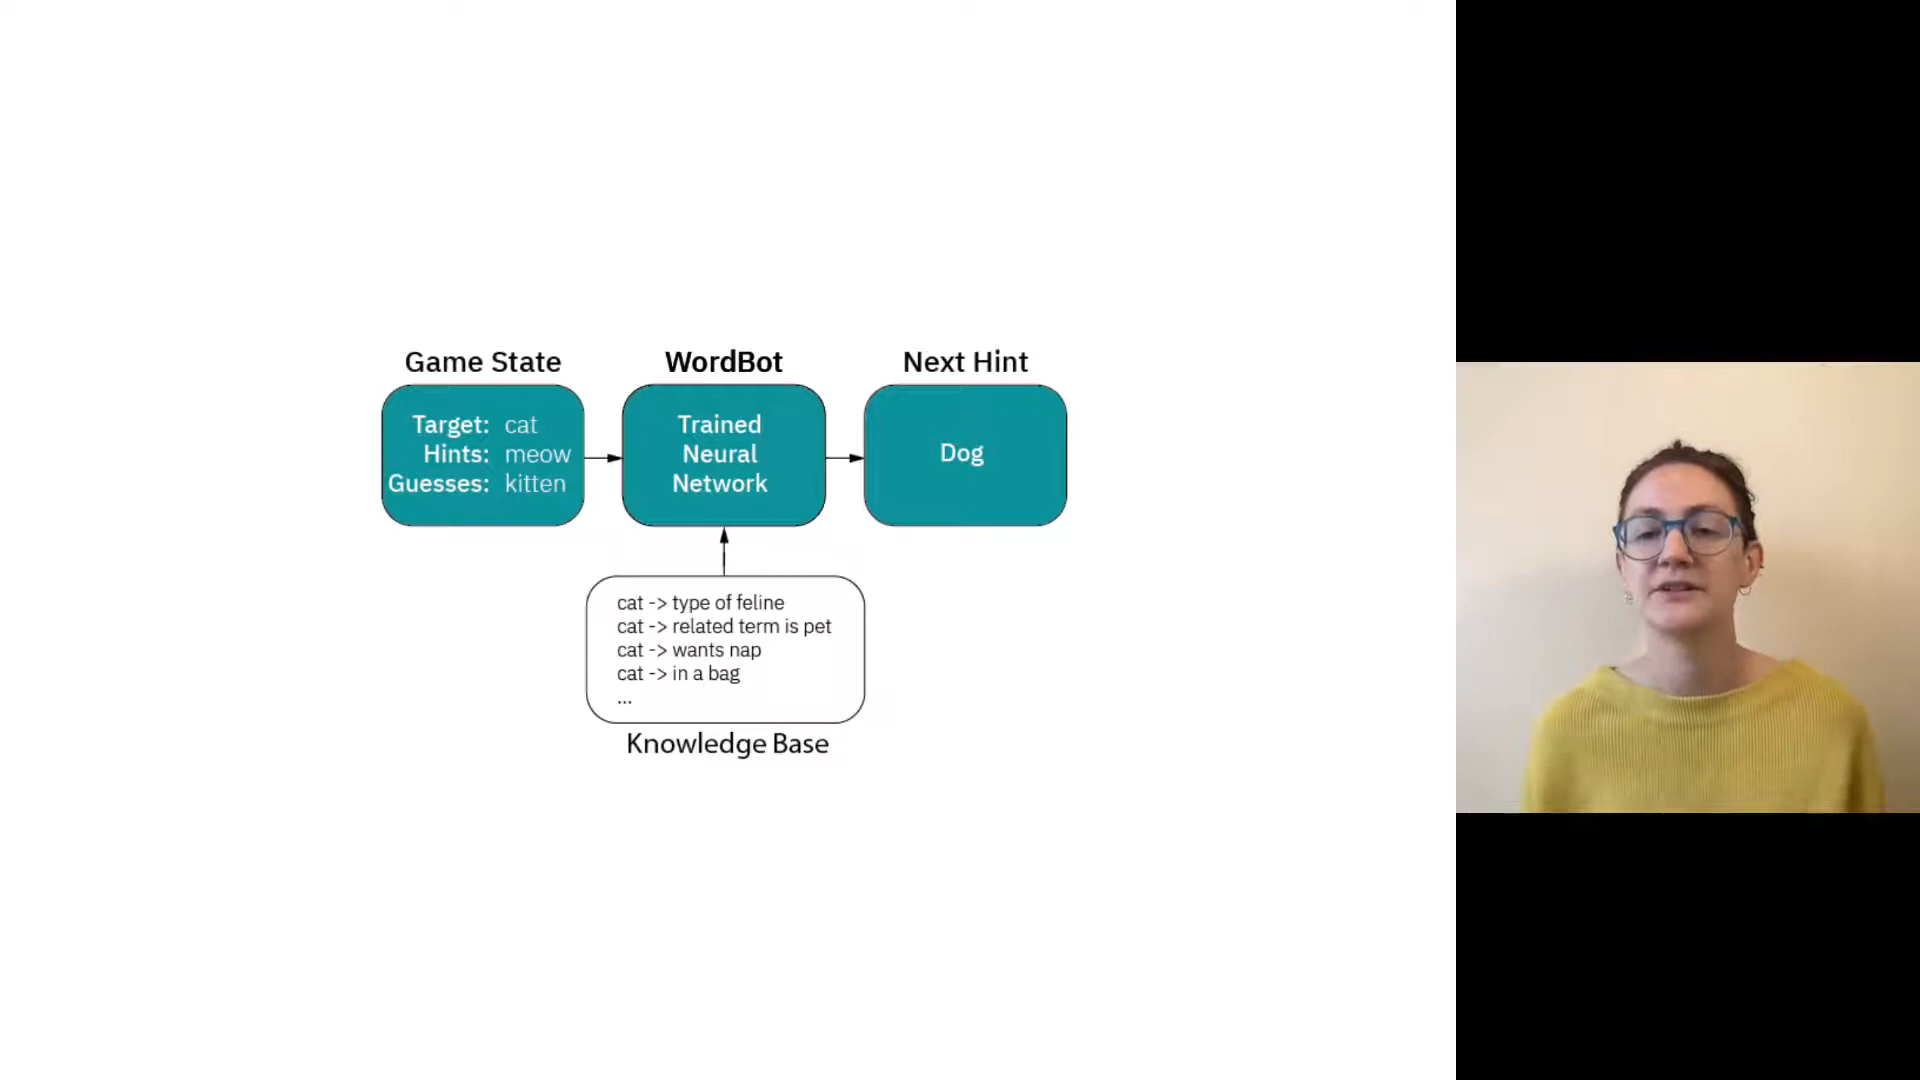 Game State
Target: cat
Hints: meow
Guesses: kitten
WordBot
Trained
Neural
Network
Next Hint
Dog
cat -> type of feline
cat -> related term is pet
cat -> wants nap
cat -> in a bag
...
Knowledge Base